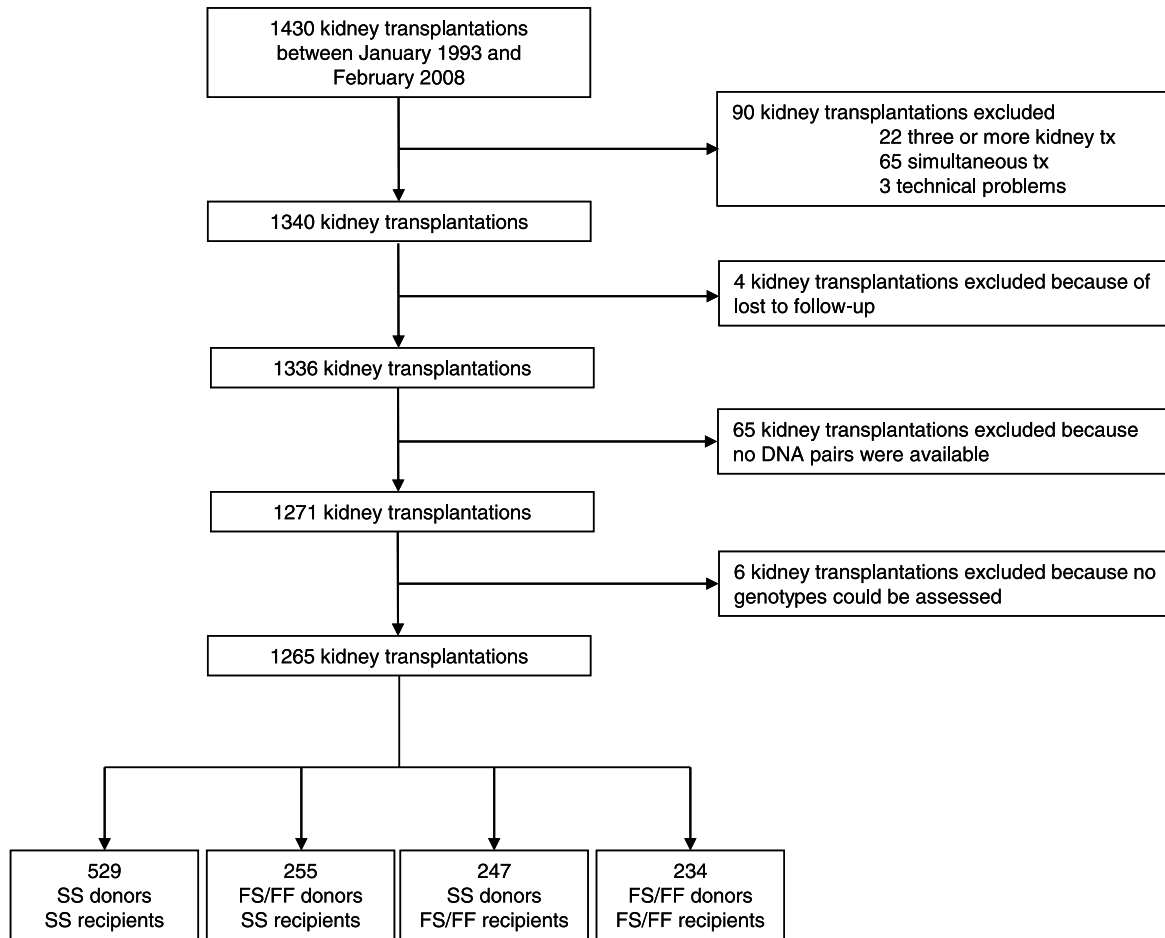 1430 kidney transplantations
between January 1993 and
February 2008
90 kidney transplantations excluded
22 three or more kidney tx
65 simultaneous tx
3 technical problems
1340 kidney transplantations
4 kidney transplantations excluded because of
lost to follow-up
1336 kidney transplantations
65 kidney transplantations excluded because
no DNA pairs were available
1271 kidney transplantations
6 kidney transplantations excluded because no
genotypes could be assessed
1265 kidney transplantations
529
SS donors
SS recipients
255
FS/FF donors
SS recipients
247
SS donors
FS/FF recipients
234
FS/FF donors
FS/FF recipients